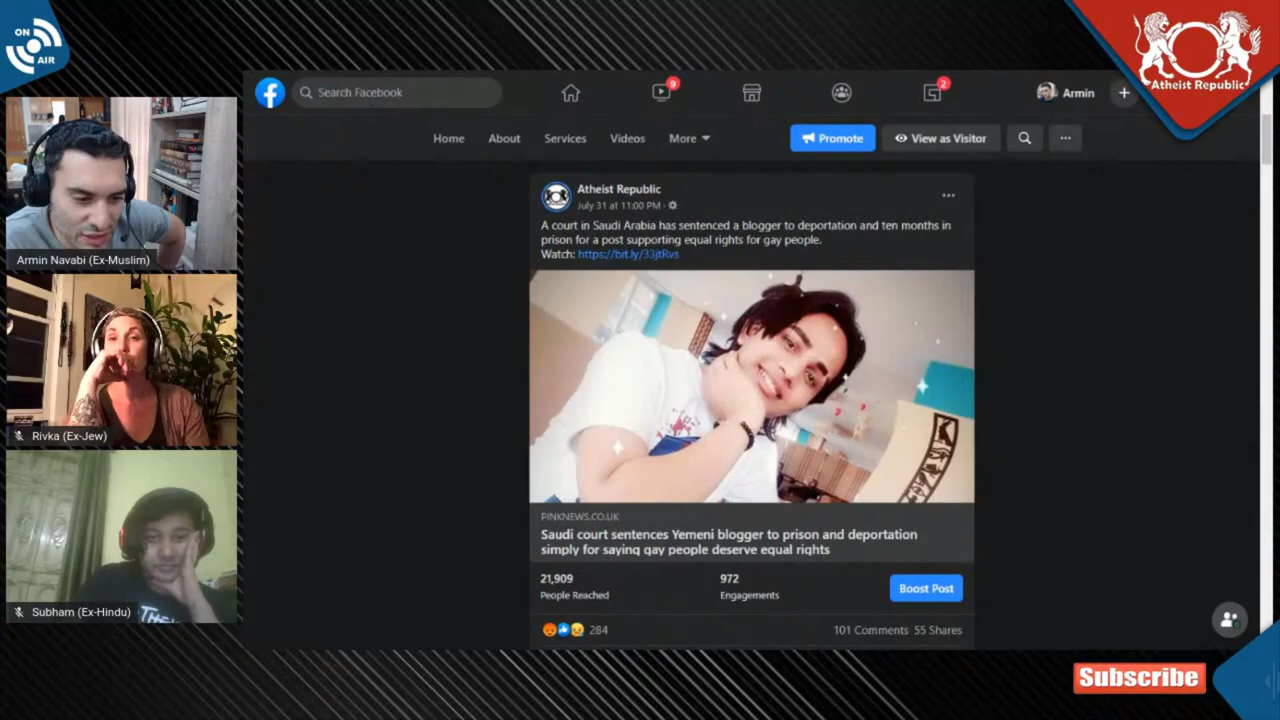 ON
AIR
Atheist Republic
Search Facebook
9
2
Armin
Home
About
Services
Videos
More
Promote
View as Visitor
Atheist Republic
July 31 at 11:00 PM
A court in Saudi Arabia has sentenced a blogger to deportation and ten months in
prison for a post supporting equal rights for gay people.
Watch: https://bit.ly/33jtRvs
PINKNEWS.CO.UK
Saudi court sentences Yemeni blogger to prison and deportation
simply for saying gay people deserve equal rights
21,909
People Reached
972
Engagements
Boost Post
284
101 Comments 55 Shares
Armin Navabi (Ex-Muslim)
Rivka (Ex-Jew)
Subham (Ex-Hindu)
Subscribe